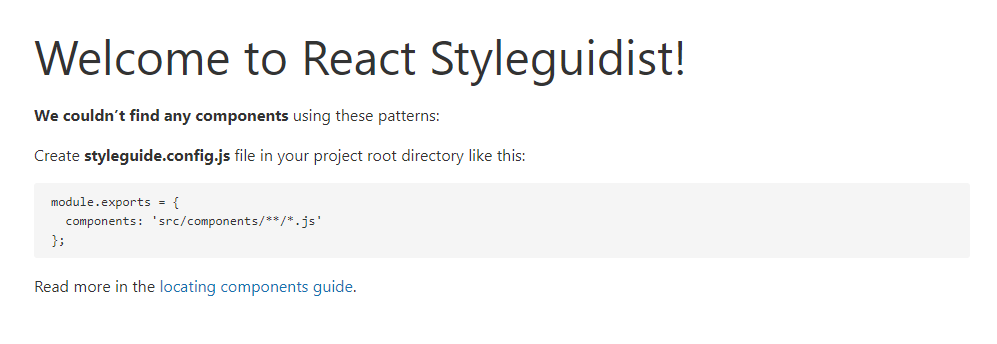 Welcome to React Styleguidist!
We couldn’t find any components using these patterns:
Create styleguide.config.js file in your project root directory like this:
module.exports = {
  components: 'src/components/**/*.js'
};
Read more in the locating components guide.